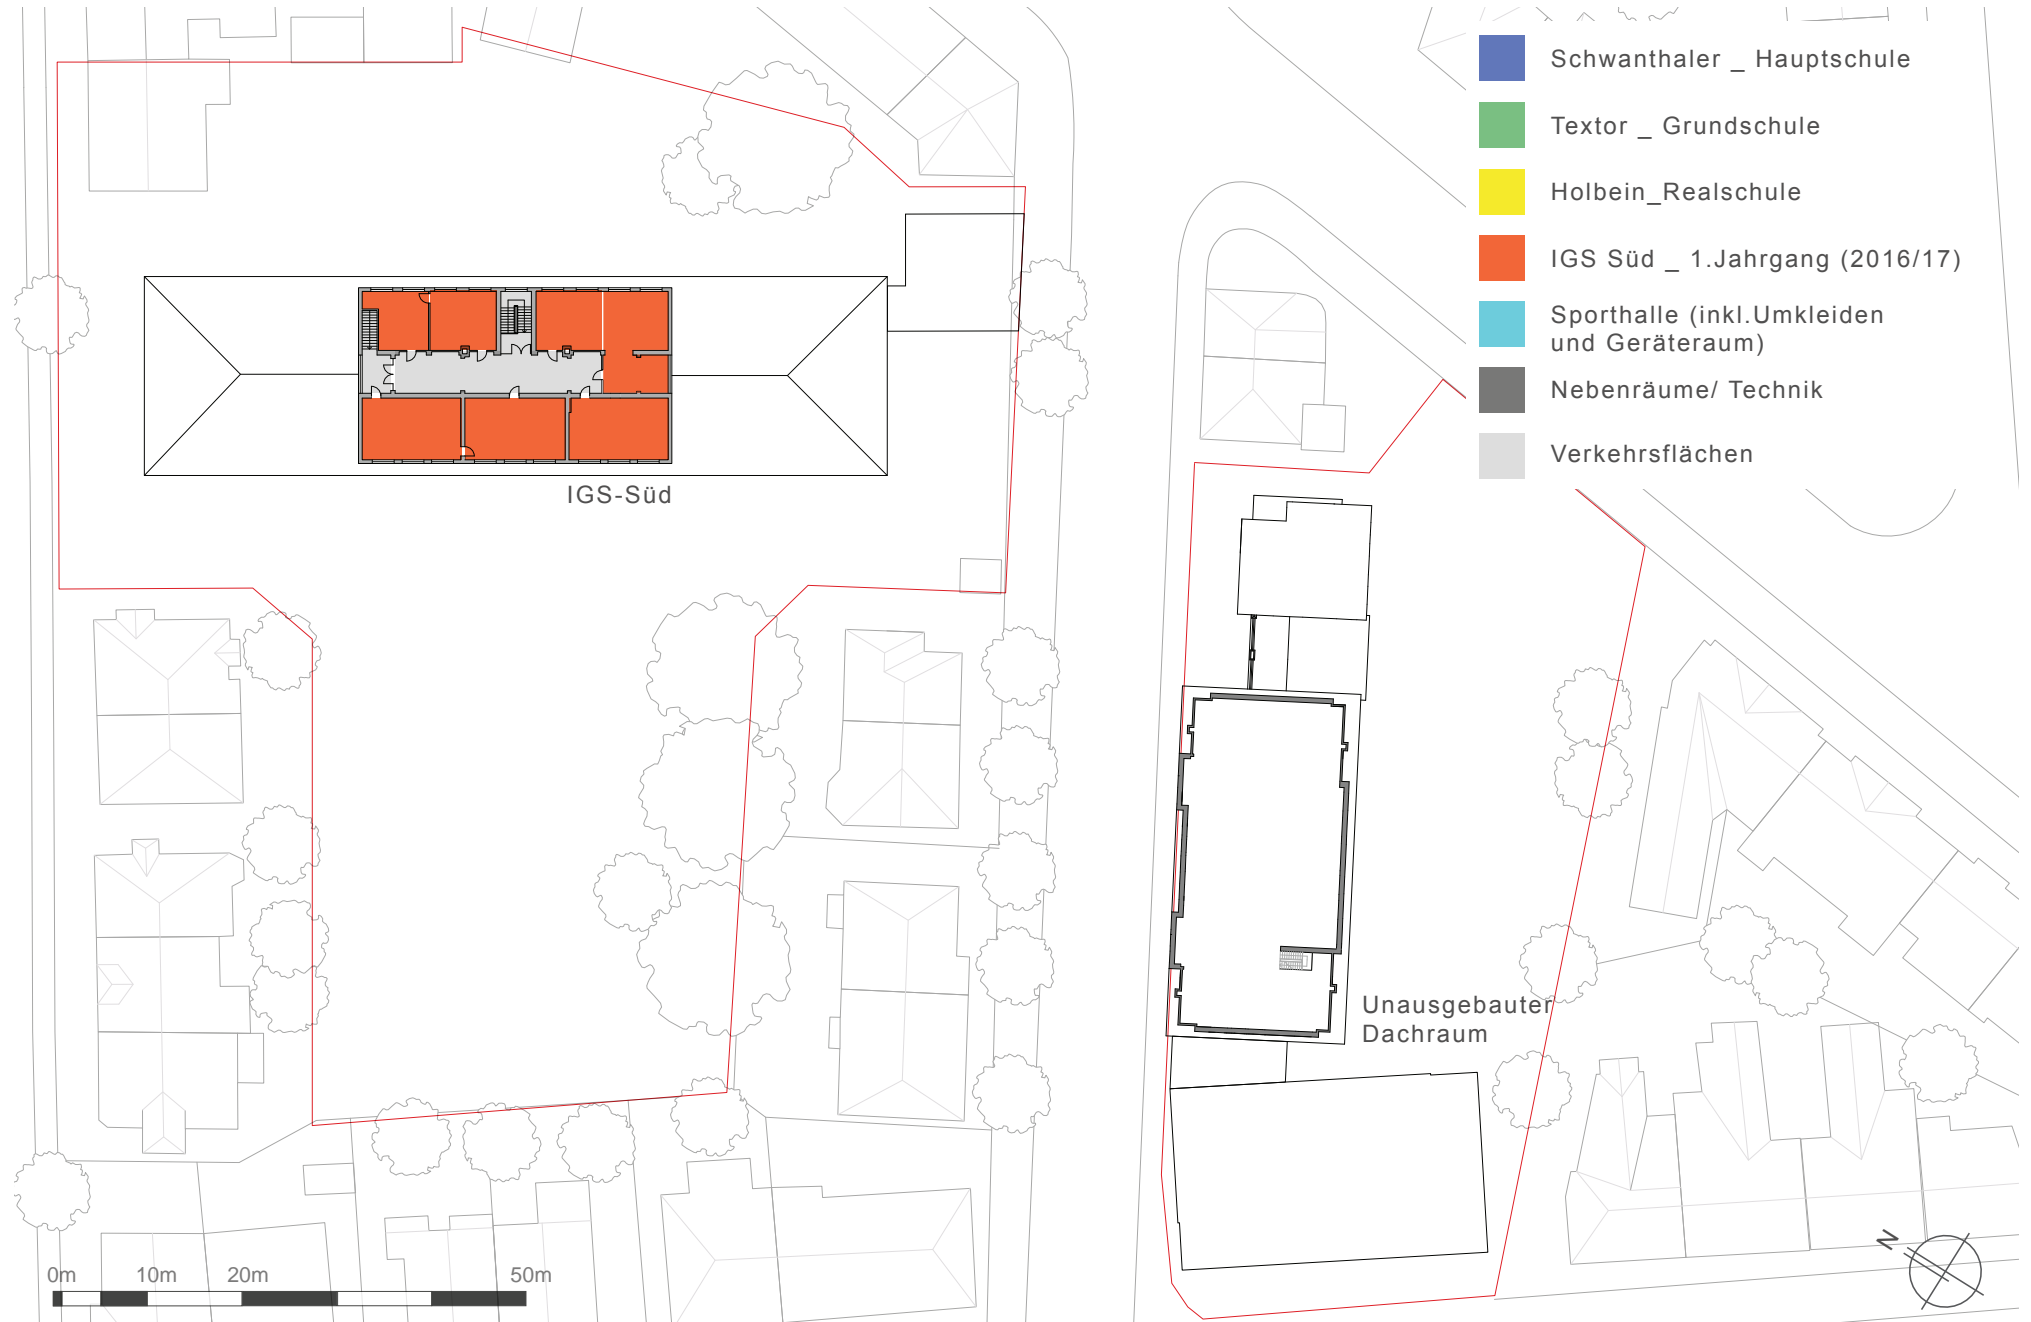 Schwanthaler _ Hauptschule
Textor _ Grundschule
Holbein_Realschule
IGS Süd _ 1.Jahrgang (2016/17)
Sporthalle (inkl.Umkleiden
und Geräteraum)
Nebenräume/ Technik
Verkehrsflächen
IGS-Süd
Unausgebauter
Dachraum
0m 10m 20m 50m
N